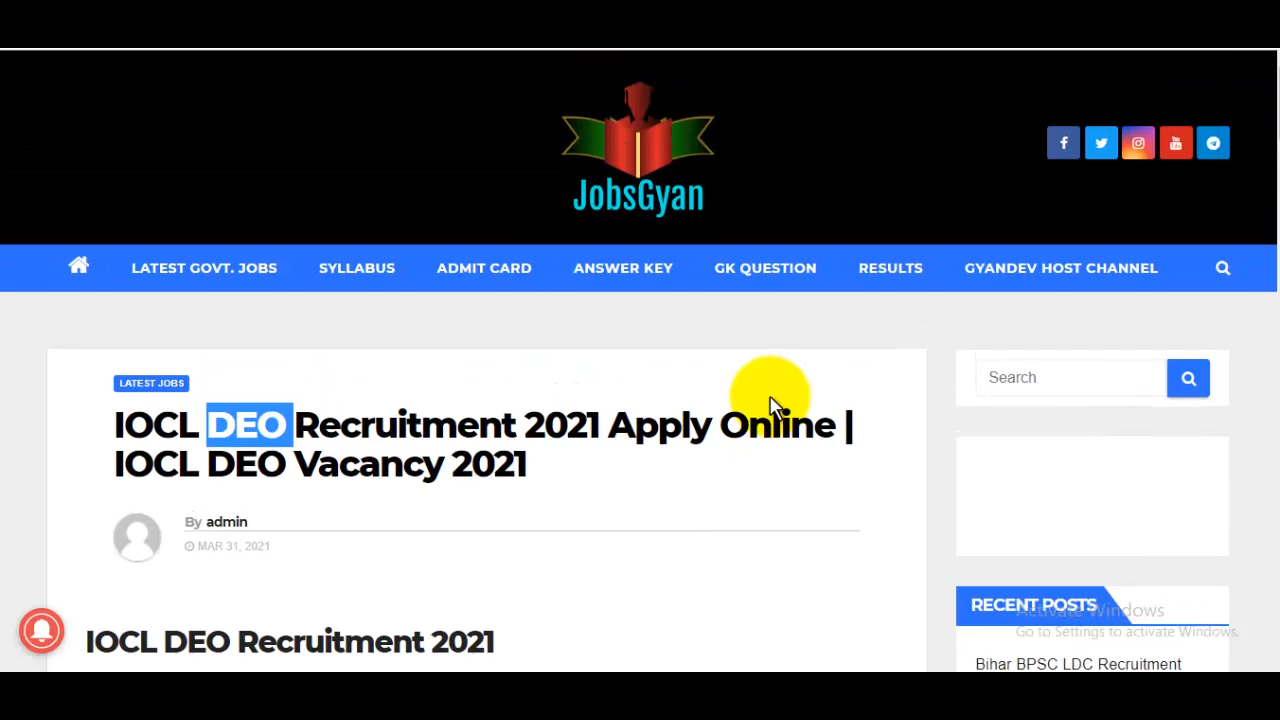 JobsGyan
LATEST GOVT. JOBS SYLLABUS ADMIT CARD ANSWER KEY GK QUESTION RESULTS GYANDEV HOST CHANNEL
LATEST JOBS
IOCL DEO Recruitment 2021 Apply Online |
IOCL DEO Vacancy 2021
By admin
MAR 31, 2021
IOCL DEO Recruitment 2021
Search
RECENT POSTS
Activate Windows
Go to Settings to activate Windows.
Bihar BPSC LDC Recruitment